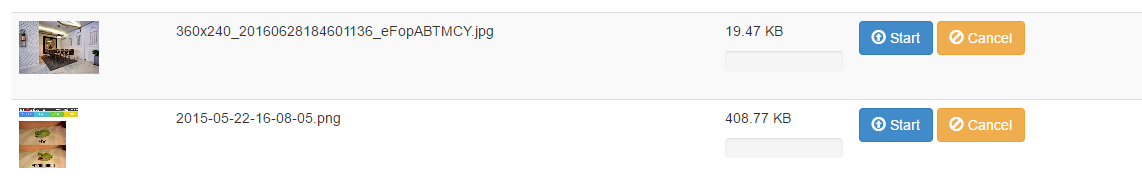 360x240_20160628184601136_eFopABTMCY.jpg
19.47 KB
Start
Cancel
2015-05-22-16-08-05.png
408.77 KB
Start
Cancel